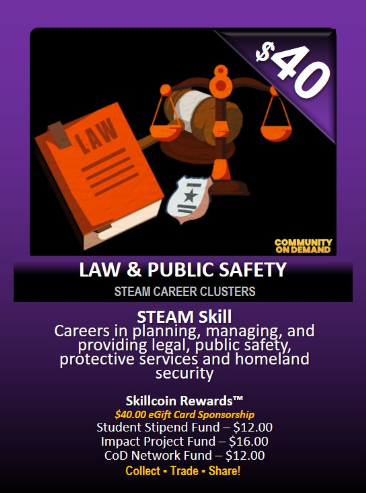 $40
LAW
COMMUNITY
ON DEMAND
LAW & PUBLIC SAFETY
STEAM CAREER CLUSTERS
STEAM Skill
Careers in planning, managing, and
providing legal, public safety,
protective services and homeland
security
Skillcoin Rewards™
$40.00 eGift Card Sponsorship
Student Stipend Fund – $12.00
Impact Project Fund – $16.00
CoD Network Fund – $12.00
Collect ▪ Trade ▪ Share!